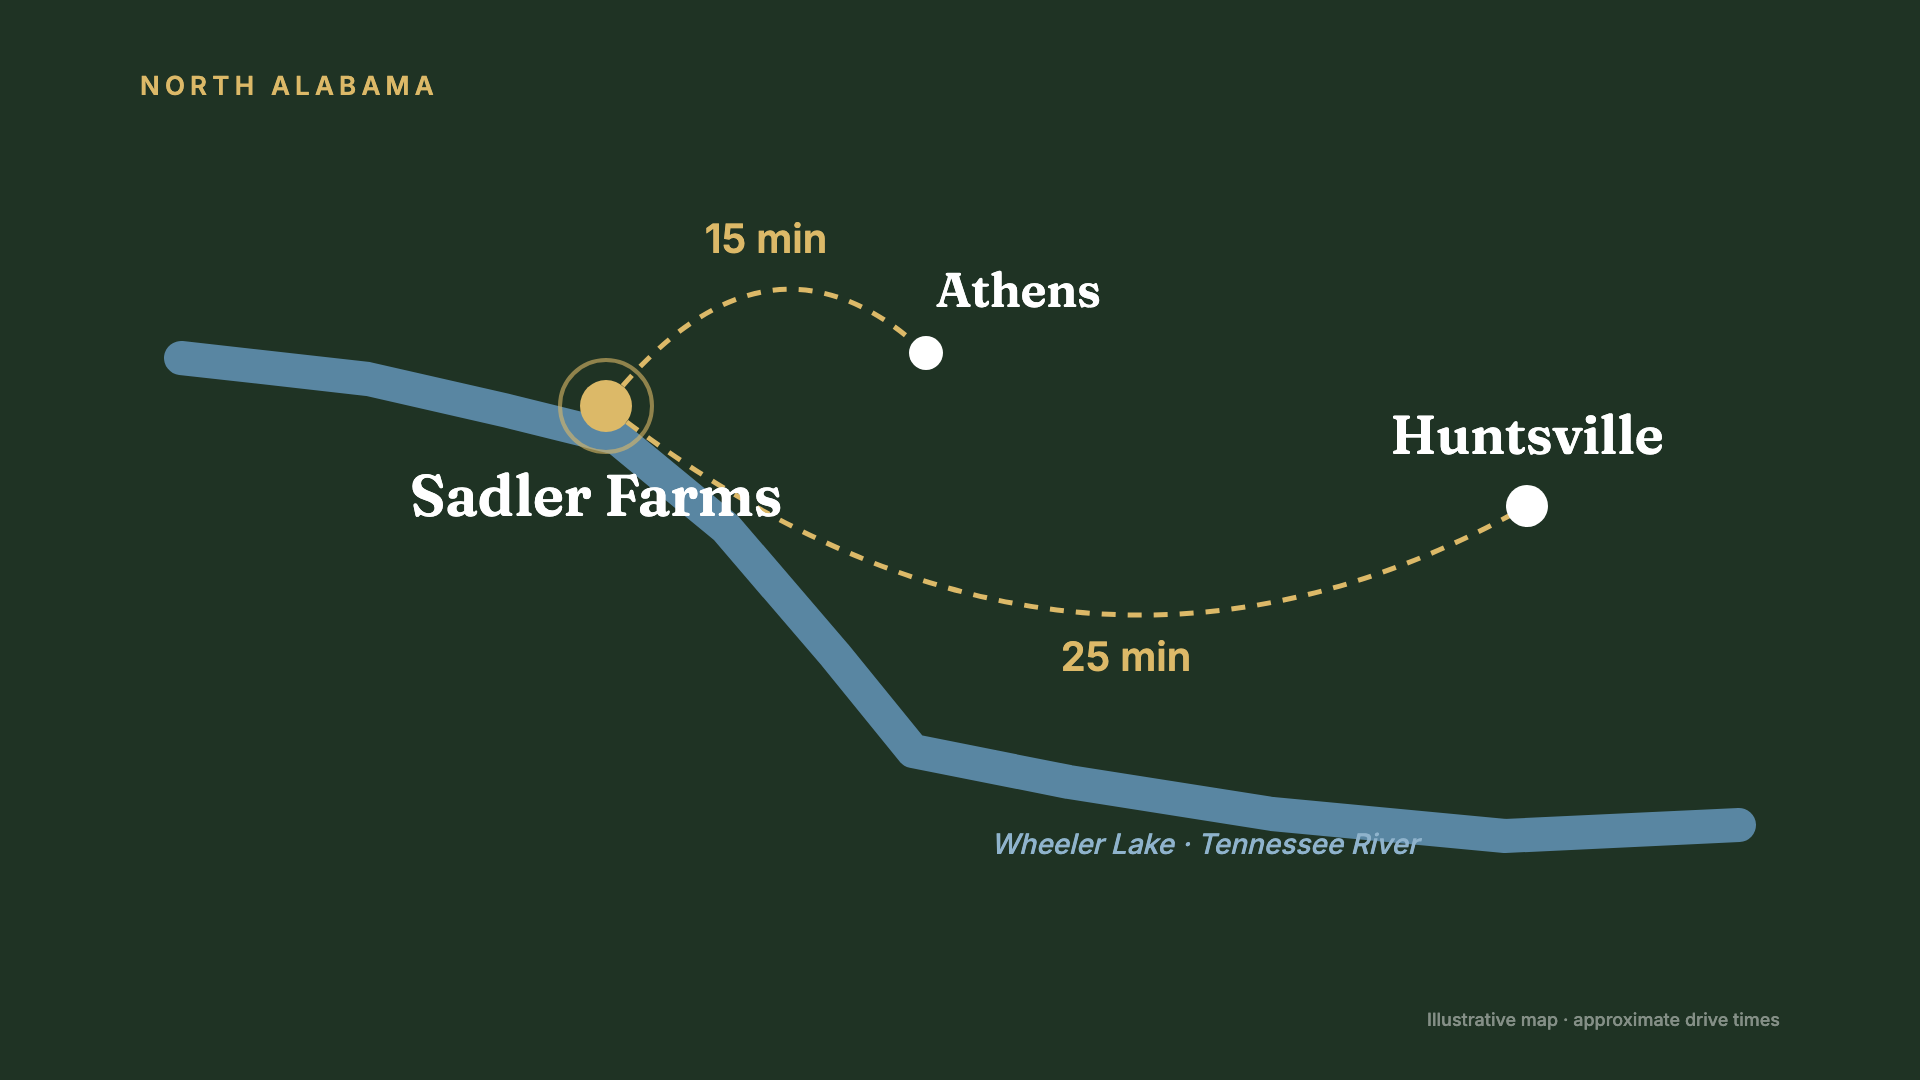 NORTH ALABAMA
15 min
Athens
Huntsville
Sadler Farms
25 min
Wheeler Lake · Tennessee River
Illustrative map · approximate drive times